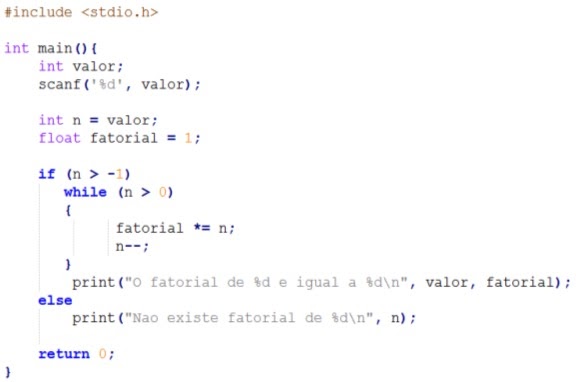 #include <stdio.h>
int main(){
int valor;
scanf('%d', valor);
int n = valor;
float fatorial = 1;
if (n > -1)
while (n > 0)
{
fatorial *= n;
n--;
}
print("O fatorial de %d e igual a %d\n", valor, fatorial);
else
print("Nao existe fatorial de %d\n", n);
return 0;
}